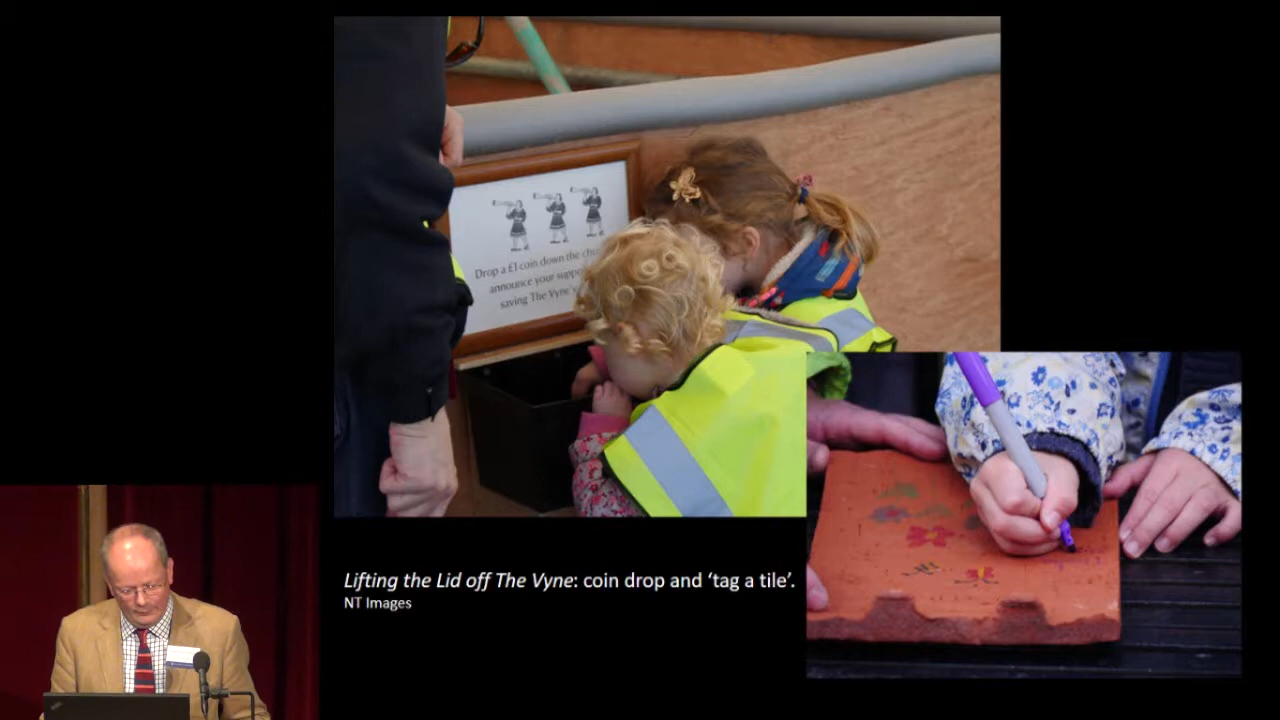 Drop a £1 coin down the
announce your suppo
saving The Vyne's
Lifting the Lid off The Vyne: coin drop and ‘tag a tile’.
NT Images